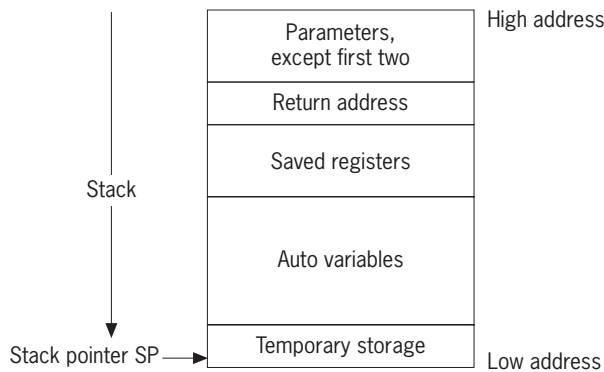 Parameters,
except first two
High address
Return address
Saved registers
Stack
Auto variables
Temporary storage
Stack pointer SP
Low address